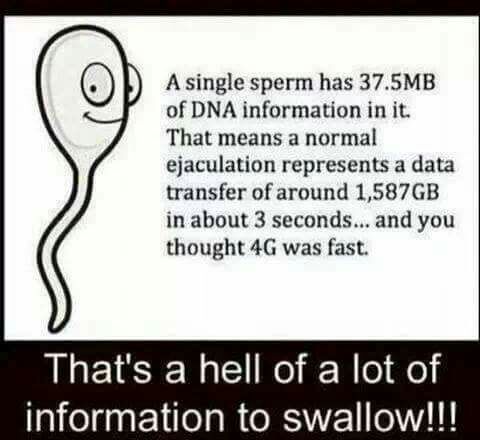 A single sperm has 37.5MB
of DNA information in it.
That means a normal
ejaculation represents a data
transfer of around 1,587GB
in about 3 seconds... and you
thought 4G was fast.
That's a hell of a lot of
information to swallow!!!